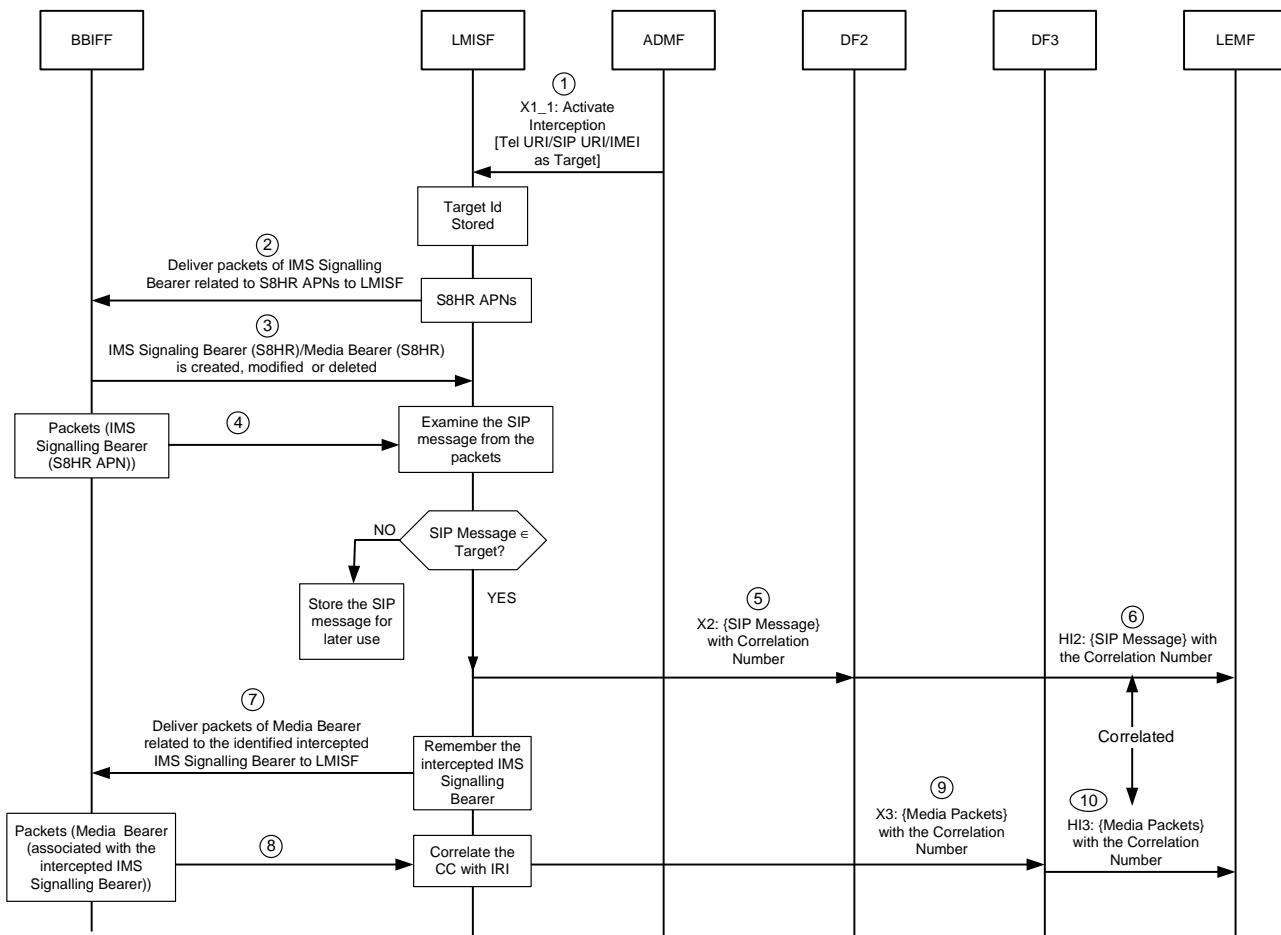 BBIFF
LMISF
ADMF
DF2
DF3
LEMF
1
X1_1: Activate
Interception
[Tel URI/SIP URI/IMEI
as Target]
Target Id
Stored
2
Deliver packets of IMS Signalling
Bearer related to S8HR APNs to LMISF
S8HR APNs
3
IMS Signaling Bearer (S8HR)/Media Bearer (S8HR)
is created, modified or deleted
Packets (IMS
Signalling Bearer
(S8HR APN))
4
Examine the SIP
message from the
packets
NO
SIP Message ∈
Target?
Store the SIP
message for
later use
YES
5
X2: {SIP Message}
with Correlation
Number
6
HI2: {SIP Message} with
the Correlation Number
7
Deliver packets of Media Bearer
related to the identified intercepted
IMS Signalling Bearer to LMISF
Remember the
intercepted IMS
Signalling
Bearer
Correlated
Packets (Media Bearer
(associated with the
intercepted IMS
Signalling Bearer))
8
Correlate the
CC with IRI
9
X3: {Media Packets}
with the Correlation
Number
10
HI3: {Media Packets}
with the Correlation
Number